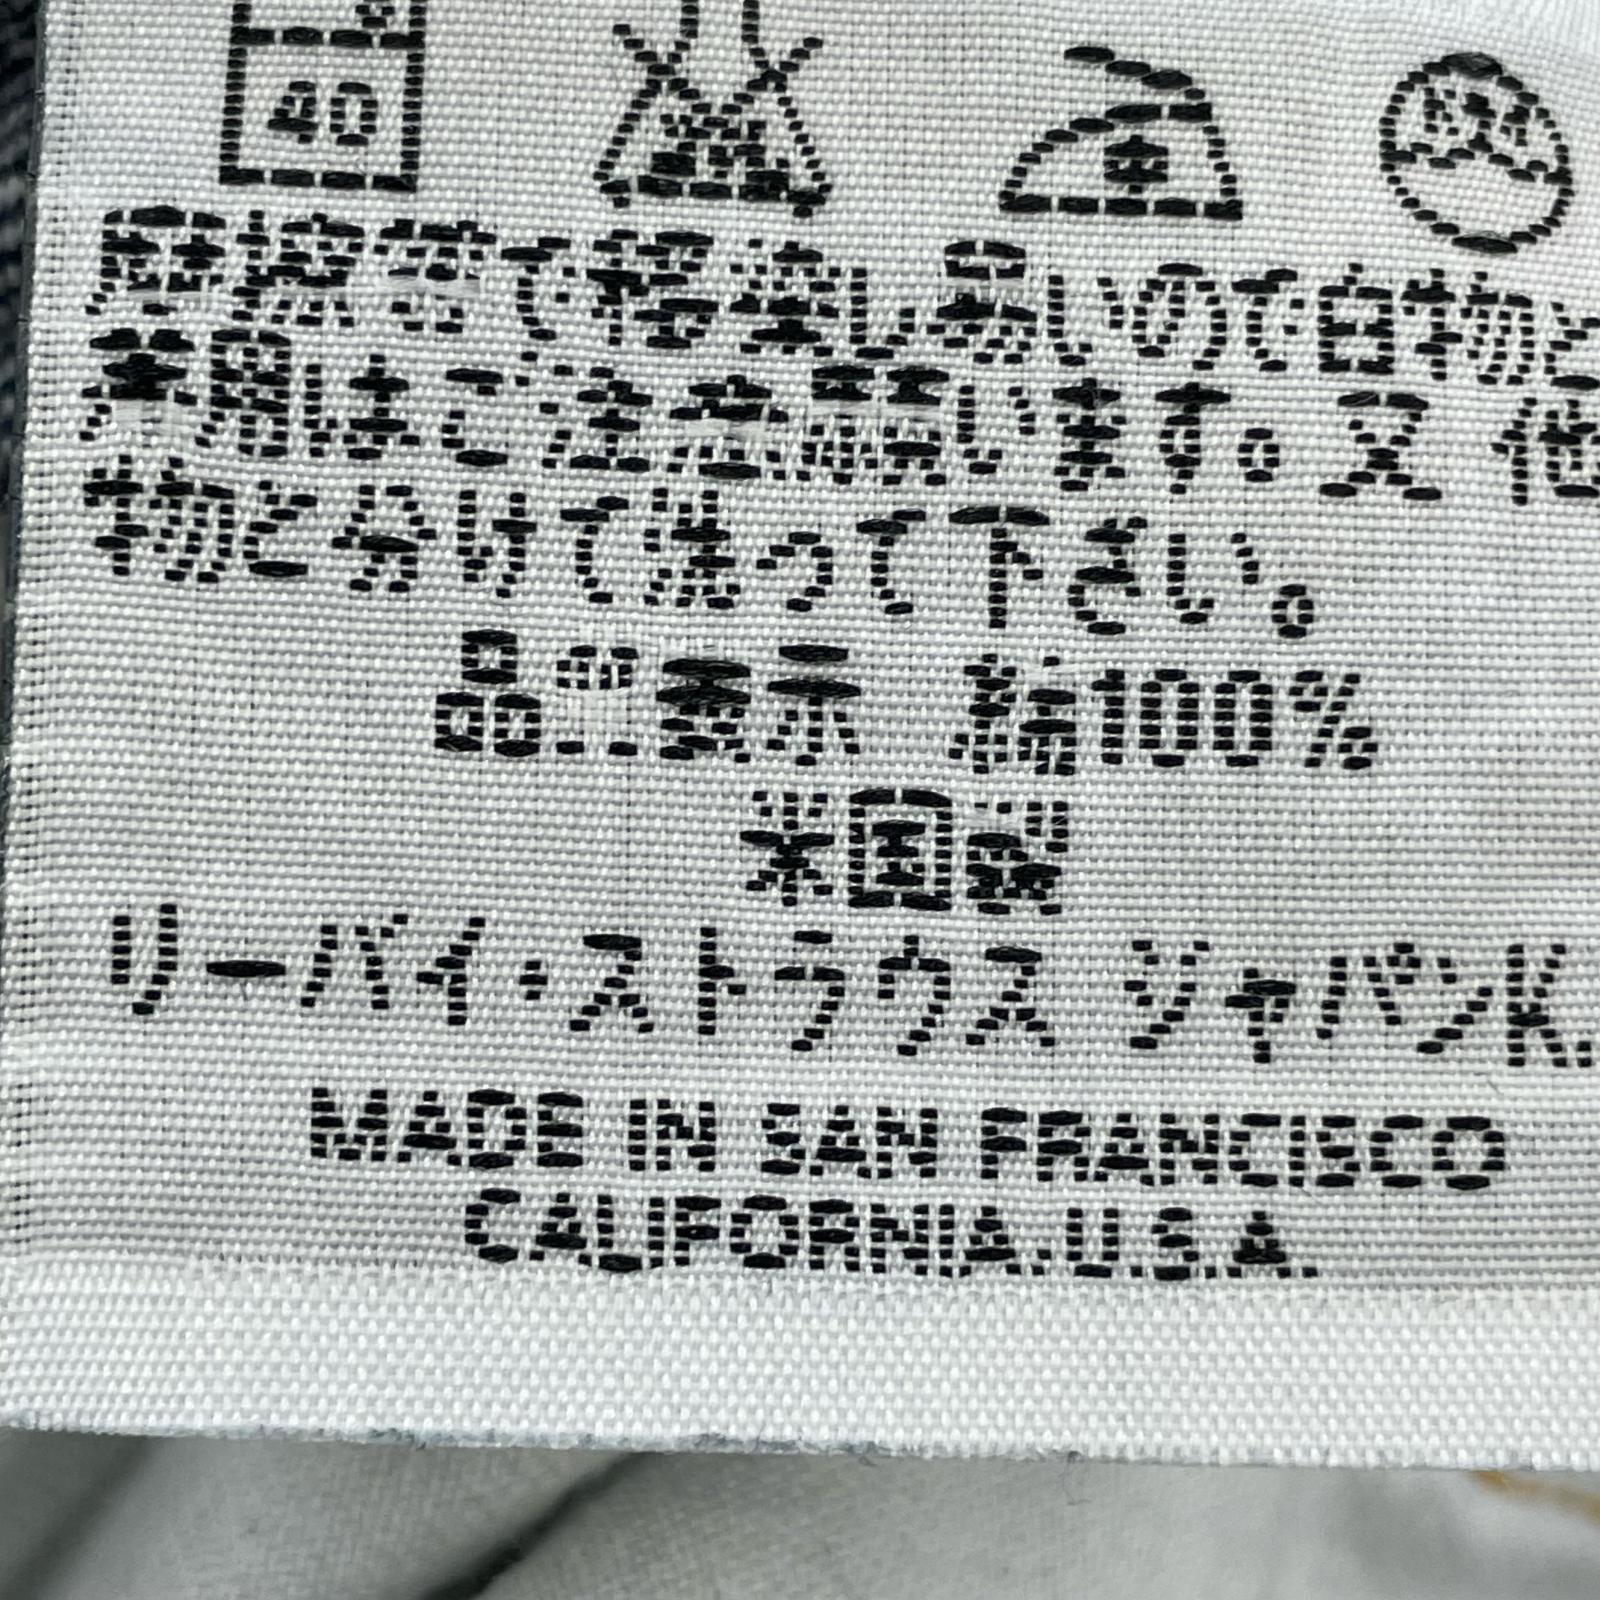 40
摩擦等で移染し易いので白物と
着用はご注意願います。又 他
物と分けて洗って下さい。
品質表示 綿100%
米国製
リーバイ・ストラウス ジャパンK.
MADE IN SAN FRANCISCO
CALIFORNIA.U.S.A.